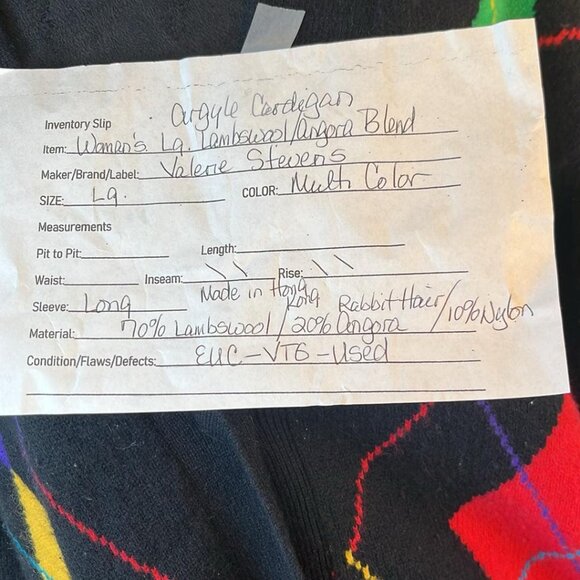 Argyle Cardigan
Inventory Slip
Item: Woman's Lg. Lambswool/Angora Blend
Maker/Brand/Label: Valerie Stevens
SIZE: Lg. COLOR: Multi Color
Measurements
Pit to Pit: Length:
Waist: Inseam: \ \ Rise: \ \
Made in Hong Kong
Sleeve: Long Rabbit Hair
Material: 70% Lambswool/20% Angora/10% Nylon
Condition/Flaws/Defects: EUC-VTG-Used